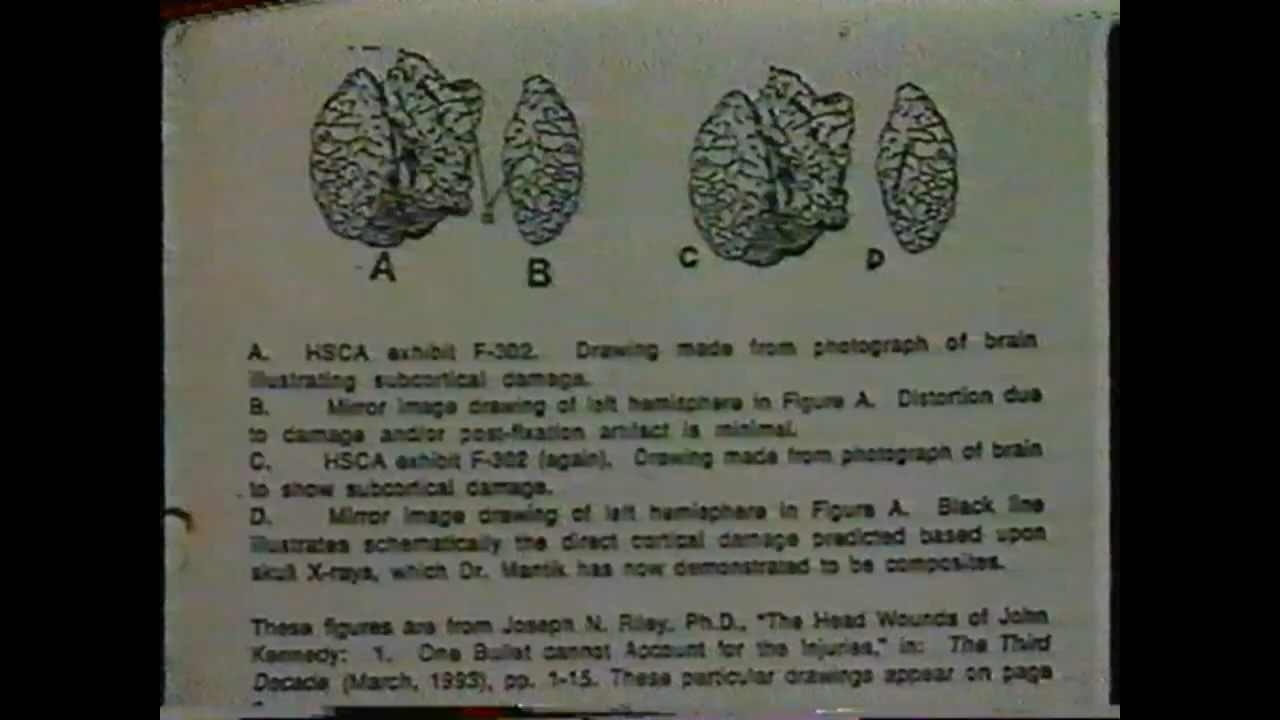 A B C D
A. HSCA exhibit F-302. Drawing made from photograph of brain
illustrating subcortical damage.
B. Mirror image drawing of left hemisphere in Figure A. Distortion due
to damage and/or post-fixation artifact is minimal.
C. HSCA exhibit F-302 (again). Drawing made from photograph of brain
to show subcortical damage.
D. Mirror image drawing of left hemisphere in Figure A. Black line
illustrates schematically the direct cortical damage predicted based upon
skull X-rays, which Dr. Mantik has now demonstrated to be composites.
These figures are from Joseph N. Riley, Ph.D., "The Head Wounds of John
Kennedy: 1. One Bullet cannot Account for the Injuries," in: The Third
Decade (March, 1993), pp. 1-15. These particular drawings appear on page